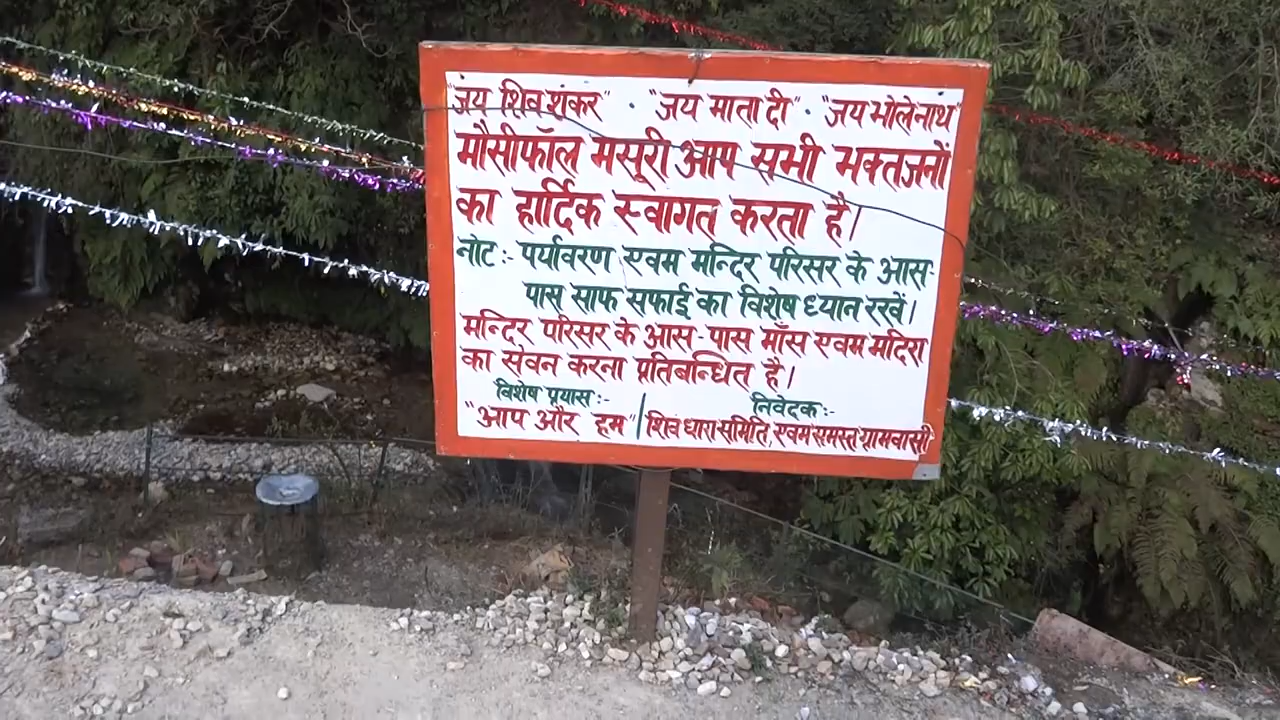 "जय शिव शंकर" · "जय माता दी" · "जय भोलेनाथ"
मौसीफॉल मसूरी आप सभी भक्तजनों
का हार्दिक स्वागत करता है।
नोट:- पर्यावरण एवम मन्दिर परिसर के आस-
पास साफ सफाई का विशेष ध्यान रखें।
मन्दिर परिसर के आस-पास माँस एवम मदिरा
का सेवन करना प्रतिबन्धित है।
विशेष प्रयास:-
"आप और हम"
निवेदक:-
शिव धारा समिति, एवम समस्त ग्रामवासी